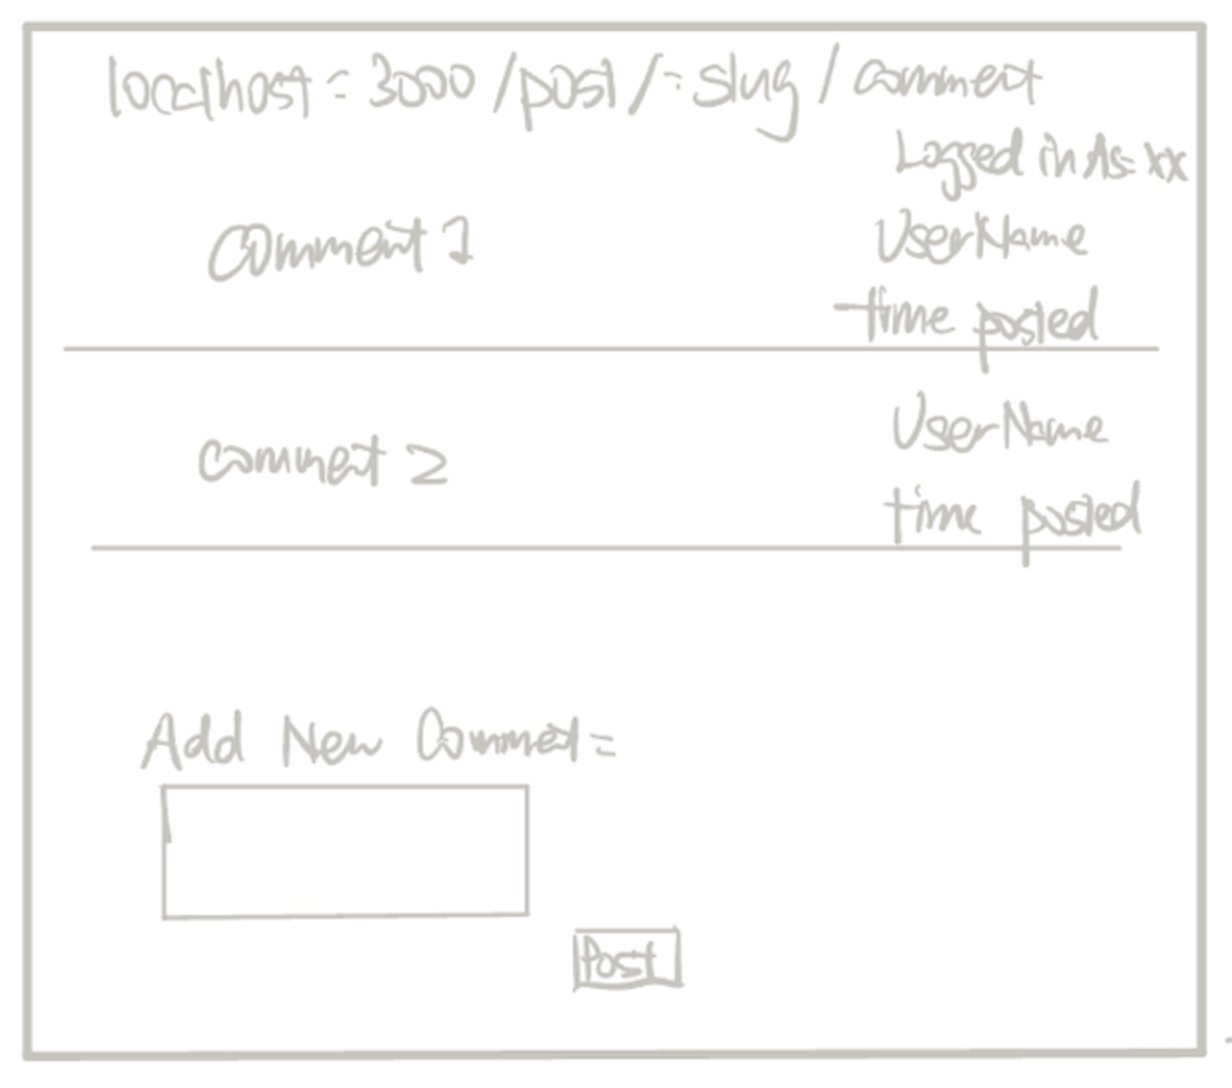 localhost: 3000 /post/:slug / comment
Logged in As: xx
Comment 1
UserName
time posted
comment 2
UserName
time posted
Add New Comment:
Post